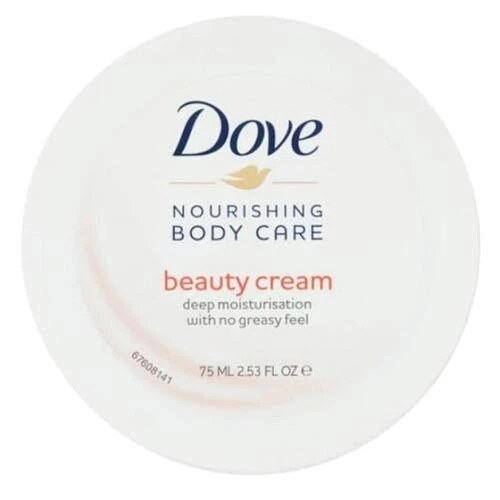 Dove
NOURISHING
BODY CARE
beauty cream
deep moisturisation
with no greasy feel
67608141
75 ML 2.53 FL OZ ℮